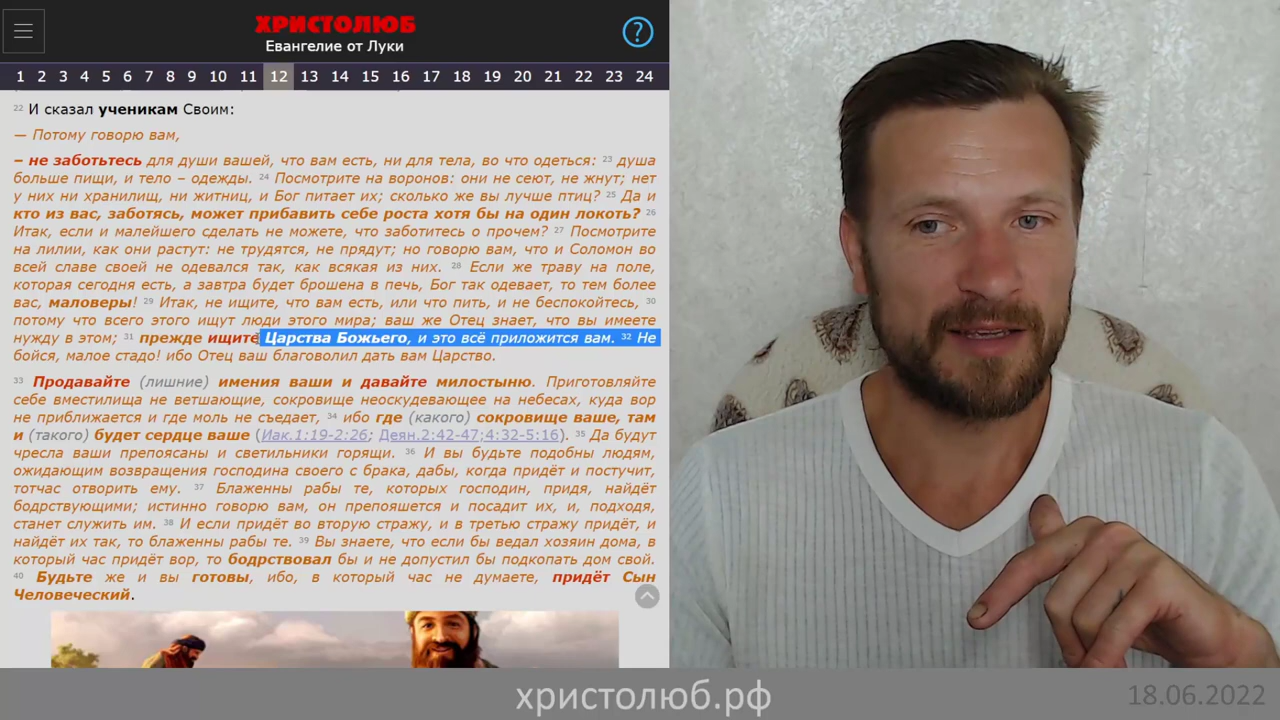 ХРИСТОЛЮБ
Евангелие от Луки
?
1 2 3 4 5 6 7 8 9 10 11 12 13 14 15 16 17 18 19 20 21 22 23 24
22 И сказал ученикам Своим:
— Потому говорю вам,
– не заботьтесь для души вашей, что вам есть, ни для тела, во что одеться: 23 душа
больше пищи, и тело – одежды. 24 Посмотрите на воронов: они не сеют, не жнут; нет
у них ни хранилищ, ни житниц, и Бог питает их; сколько же вы лучше птиц? 25 Да и
кто из вас, заботясь, может прибавить себе роста хотя бы на один локоть? 26
Итак, если и малейшего сделать не можете, что заботитесь о прочем? 27 Посмотрите
на лилии, как они растут: не трудятся, не прядут; но говорю вам, что и Соломон во
всей славе своей не одевался так, как всякая из них. 28 Если же траву на поле,
которая сегодня есть, а завтра будет брошена в печь, Бог так одевает, то тем более
вас, маловеры! 29 Итак, не ищите, что вам есть, или что пить, и не беспокойтесь, 30
потому что всего этого ищут люди этого мира; ваш же Отец знает, что вы имеете
нужду в этом; 31 прежде ищите Царства Божьего, и это всё приложится вам. 32 Не
бойся, малое стадо! ибо Отец ваш благоволил дать вам Царство.
33 Продавайте (лишние) имения ваши и давайте милостыню. Приготовляйте
себе вместилища не ветшающие, сокровище неоскудевающее на небесах, куда вор
не приближается и где моль не съедает, 34 ибо где (какого) сокровище ваше, там
и (такого) будет сердце ваше (Иак.1:19-2:26; Деян.2:42-47;4:32-5:16). 35 Да будут
чресла ваши препоясаны и светильники горящи. 36 И вы будьте подобны людям,
ожидающим возвращения господина своего с брака, дабы, когда придёт и постучит,
тотчас отворить ему. 37 Блаженны рабы те, которых господин, придя, найдёт
бодрствующими; истинно говорю вам, он препояшется и посадит их, и, подходя,
станет служить им. 38 И если придёт во вторую стражу, и в третью стражу придёт, и
найдёт их так, то блаженны рабы те. 39 Вы знаете, что если бы ведал хозяин дома, в
который час придёт вор, то бодрствовал бы и не допустил бы подкопать дом свой.
40 Будьте же и вы готовы, ибо, в который час не думаете, придёт Сын
Человеческий.
христолюб.рф
18.06.2022